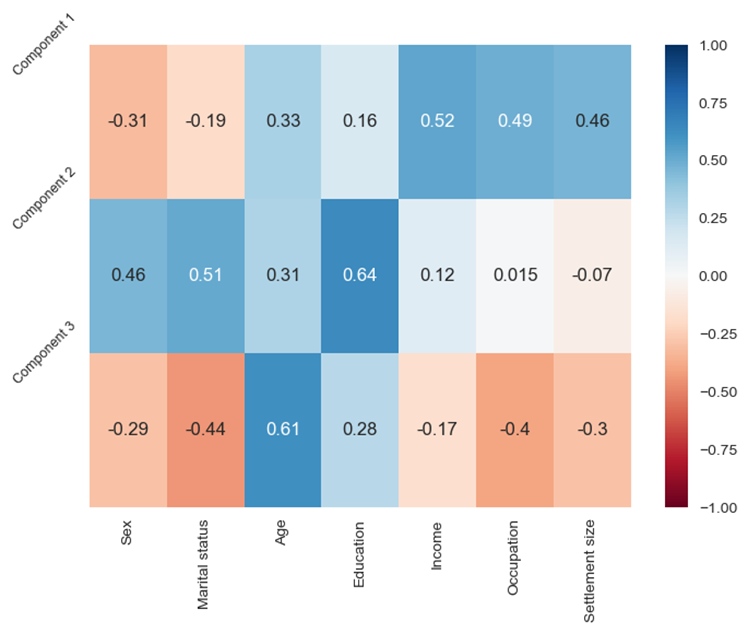 Component 1
-0.31 -0.19 0.33 0.16 0.52 0.49 0.46
Component 2
0.46 0.51 0.31 0.64 0.12 0.015 -0.07
Component 3
-0.29 -0.44 0.61 0.28 -0.17 -0.4 -0.3
Sex
Marital status
Age
Education
Income
Occupation
Settlement size
1.00
0.75
0.50
0.25
0.00
−0.25
−0.50
−0.75
−1.00